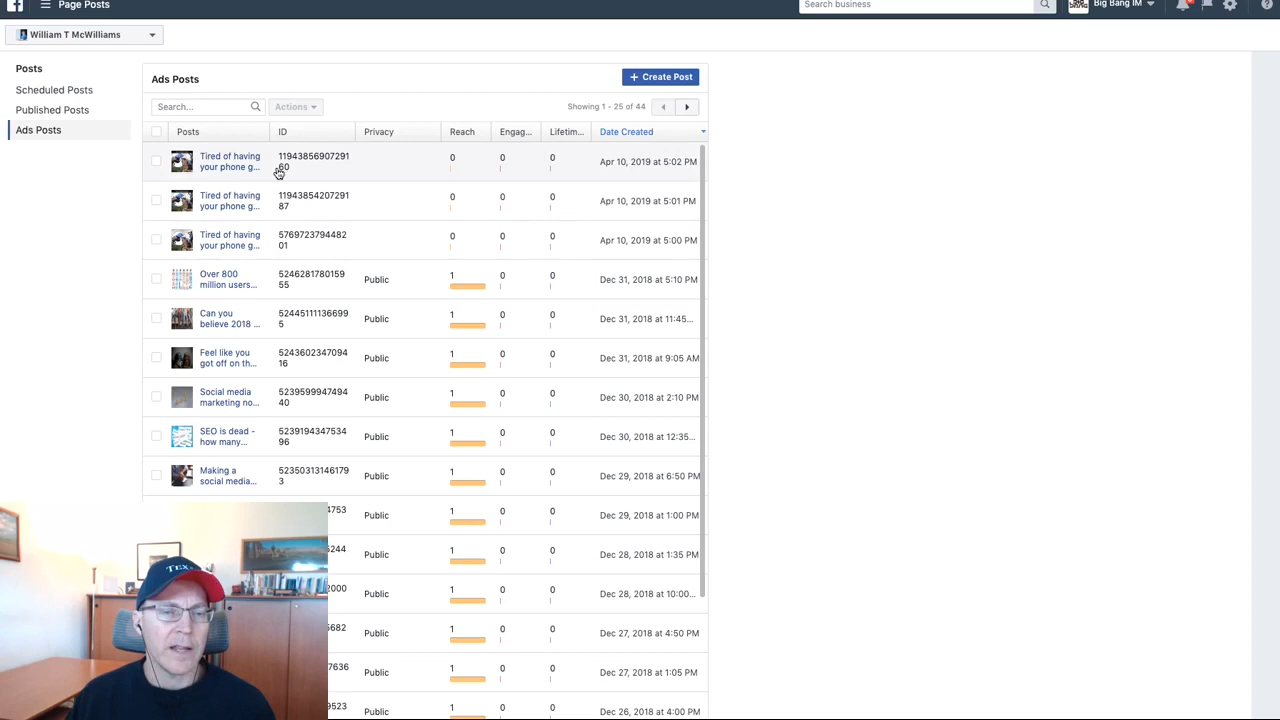 Page Posts
Search business
Big Bang IM
William T McWilliams
Posts
Scheduled Posts
Published Posts
Ads Posts
Ads Posts
+ Create Post
Search...
Actions
Showing 1 - 25 of 44
Posts ID Privacy Reach Engag... Lifetim... Date Created
Tired of having 11943856907291 0 0 0 Apr 10, 2019 at 5:02 PM
your phone g... 60
Tired of having 11943854207291 0 0 0 Apr 10, 2019 at 5:01 PM
your phone g... 87
Tired of having 5769723794482 0 0 0 Apr 10, 2019 at 5:00 PM
your phone g... 01
Over 800 5246281780159 Public 1 0 0 Dec 31, 2018 at 5:10 PM
million users... 55
Can you 52445111136699 Public 1 0 0 Dec 31, 2018 at 11:45...
believe 2018 ... 5
Feel like you 5243602347094 Public 1 0 0 Dec 31, 2018 at 9:05 AM
got off on th... 16
Social media 5239599947494 Public 1 0 0 Dec 30, 2018 at 2:10 PM
marketing no... 40
SEO is dead - 5239194347534 Public 1 0 0 Dec 30, 2018 at 12:35...
how many... 96
Making a 52350313146179 Public 1 0 0 Dec 29, 2018 at 6:50 PM
social media... 3
4753 Public 1 0 0 Dec 29, 2018 at 1:00 PM
6244 Public 1 0 0 Dec 28, 2018 at 1:35 PM
2000 Public 1 0 0 Dec 28, 2018 at 10:00...
5682 Public 1 0 0 Dec 27, 2018 at 4:50 PM
7636 Public 1 0 0 Dec 27, 2018 at 1:05 PM
9523 Public 1 0 0 Dec 26, 2018 at 4:00 PM
TEXAS